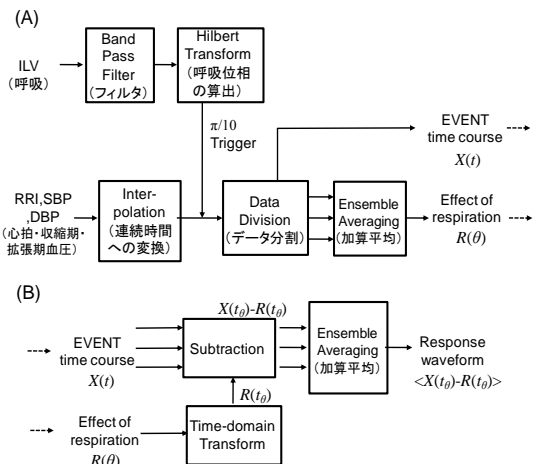 (A)
ILV
(呼吸)
Band
Pass
Filter
(フィルタ)
Hilbert
Transform
(呼吸位相
の算出)
π/10
Trigger
EVENT
time course
X(t)
RRI,SBP
,DBP
(心拍・収縮期・
拡張期血圧)
Inter-
polation
(連続時間
への変換)
Data
Division
(データ分割)
Ensemble
Averaging
(加算平均)
Effect of
respiration
R(θ)
(B)
EVENT
time course
X(t)
X(tθ)-R(tθ)
Subtraction
Ensemble
Averaging
(加算平均)
Response
waveform
<X(tθ)-R(tθ)>
R(tθ)
Effect of
respiration
R(θ)
Time-domain
Transform